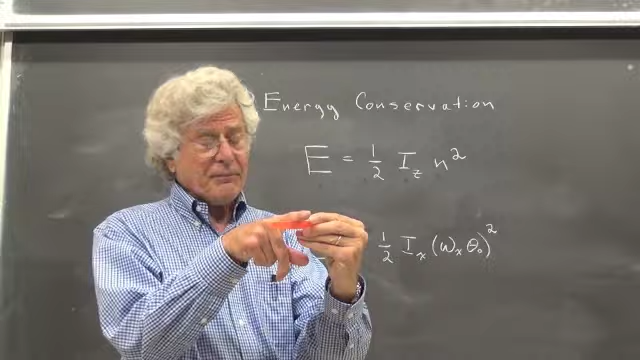 Energy Conservation
E = 1/2 I_z n^2
1/2 I_x (ω_x θ_0)^2